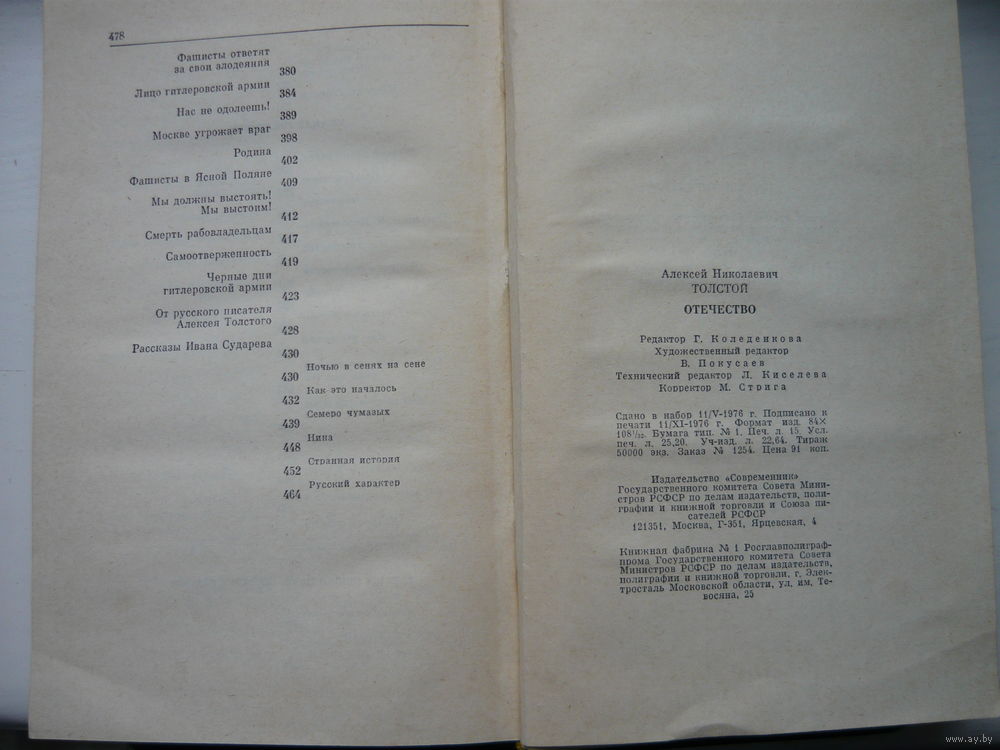 478
Фашисты ответят
за свои злодеяния
380
Лицо гитлеровской армии
384
Нас не одолеешь!
389
Москве угрожает враг
398
Родина
402
Фашисты в Ясной Поляне
409
Мы должны выстоять!
Мы выстоим!
412
Смерть рабовладельцам
417
Самоотверженность
419
Черные дни
гитлеровской армии
423
От русского писателя
Алексея Толстого
428
Рассказы Ивана Сударева
430
Ночью в сенях на сене
430
Как это началось
432
Семеро чумазых
439
Нина
448
Странная история
452
Русский характер
464
Алексей Николаевич
ТОЛСТОЙ
ОТЕЧЕСТВО
Редактор Г. Коледенкова
Художественный редактор
В. Покусаев
Технический редактор Л. Киселева
Корректор М. Стрига
Сдано в набор 11/V-1976 г. Подписано к
печати 11/XI-1976 г. Формат изд. 84×
108¹/₃₂. Бумага тип. № 1. Печ. л. 15. Усл.
печ. л. 25,20. Уч-изд. л. 22,64. Тираж
50000 экз. Заказ № 1254. Цена 91 коп.
Издательство «Современник»
Государственного комитета Совета Мини-
стров РСФСР по делам издательств, поли-
графии и книжной торговли и Союза пи-
сателей РСФСР
121351, Москва, Г-351, Ярцевская, 4
Книжная фабрика № 1 Росглавполиграф-
прома Государственного комитета Совета
Министров РСФСР по делам издательств,
полиграфии и книжной торговли, г. Элек-
тросталь Московской области, ул. им. Те-
восяна, 25
www.ay.by